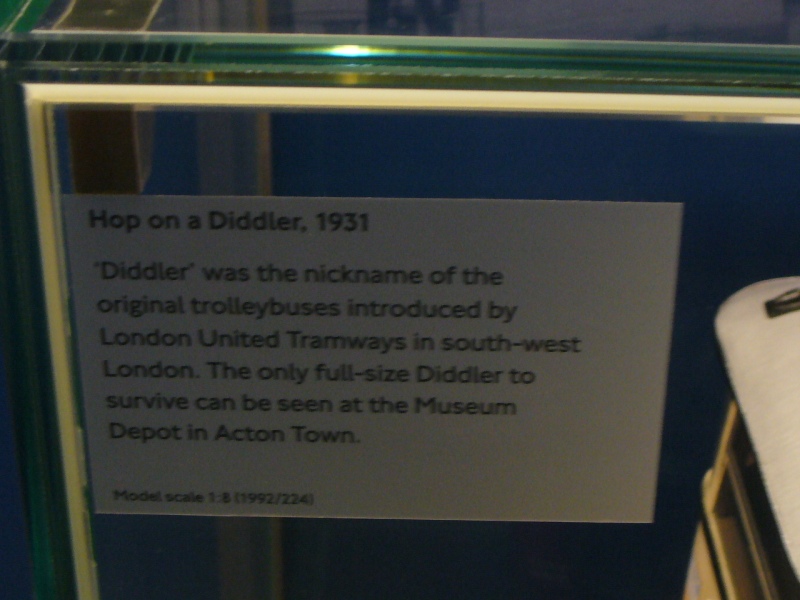 Hop on a Diddler, 1931
'Diddler' was the nickname of the
original trolleybuses introduced by
London United Tramways in south-west
London. The only full-size Diddler to
survive can be seen at the Museum
Depot in Acton Town.
Model scale 1:8 (1992/224)